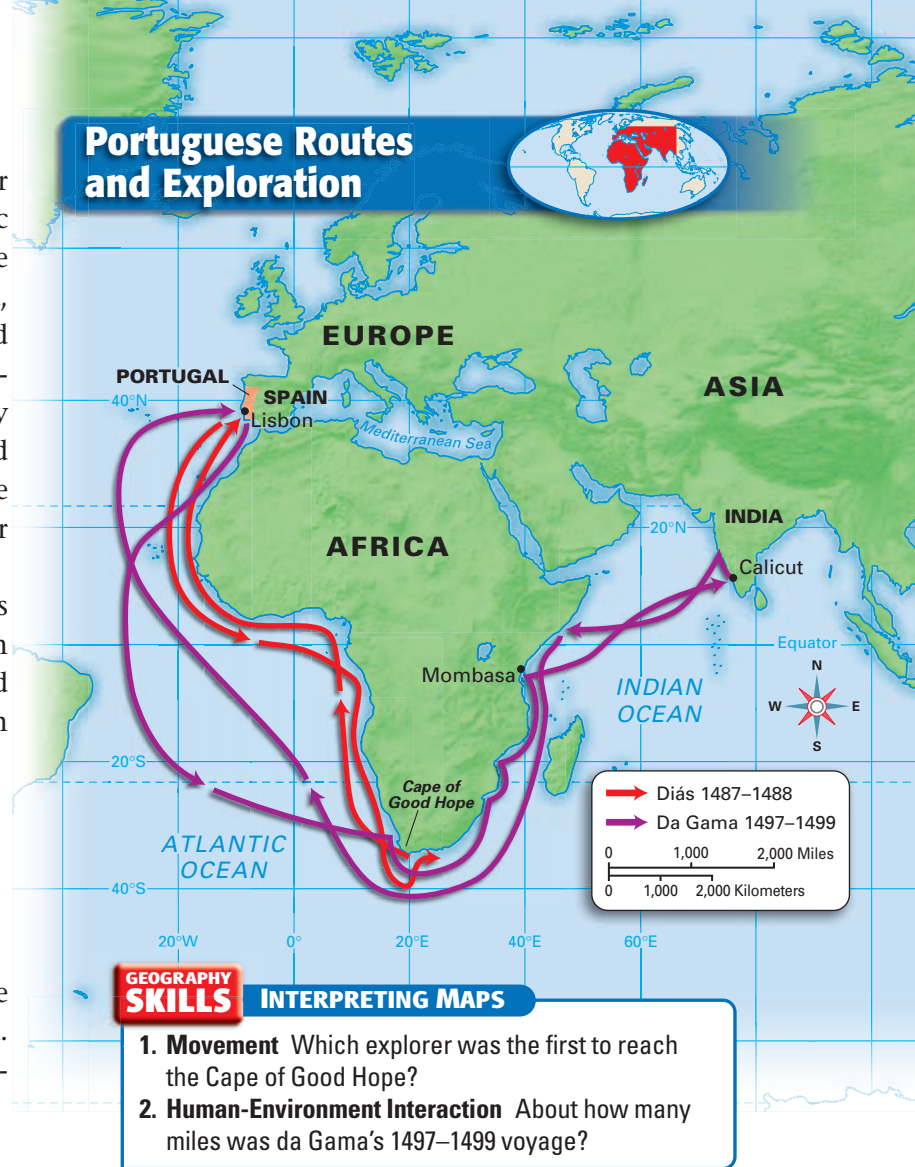 r
c
e
,
d
-
y
d
e
r
s
n
d
n
e
.
-
Portuguese Routes
and Exploration
EUROPE
ASIA
PORTUGAL
SPAIN
40°N
Lisbon
Mediterranean Sea
AFRICA
20°N
INDIA
Calicut
Equator
Mombasa
INDIAN
OCEAN
N
W
E
S
20°S
Cape of
Good Hope
ATLANTIC
OCEAN
40°S
Diás 1487–1488
Da Gama 1497–1499
0 1,000 2,000 Miles
0 1,000 2,000 Kilometers
20°W 0° 20°E 40°E 60°E
GEOGRAPHY
SKILLS INTERPRETING MAPS
1. Movement Which explorer was the first to reach
the Cape of Good Hope?
2. Human-Environment Interaction About how many
miles was da Gama’s 1497–1499 voyage?